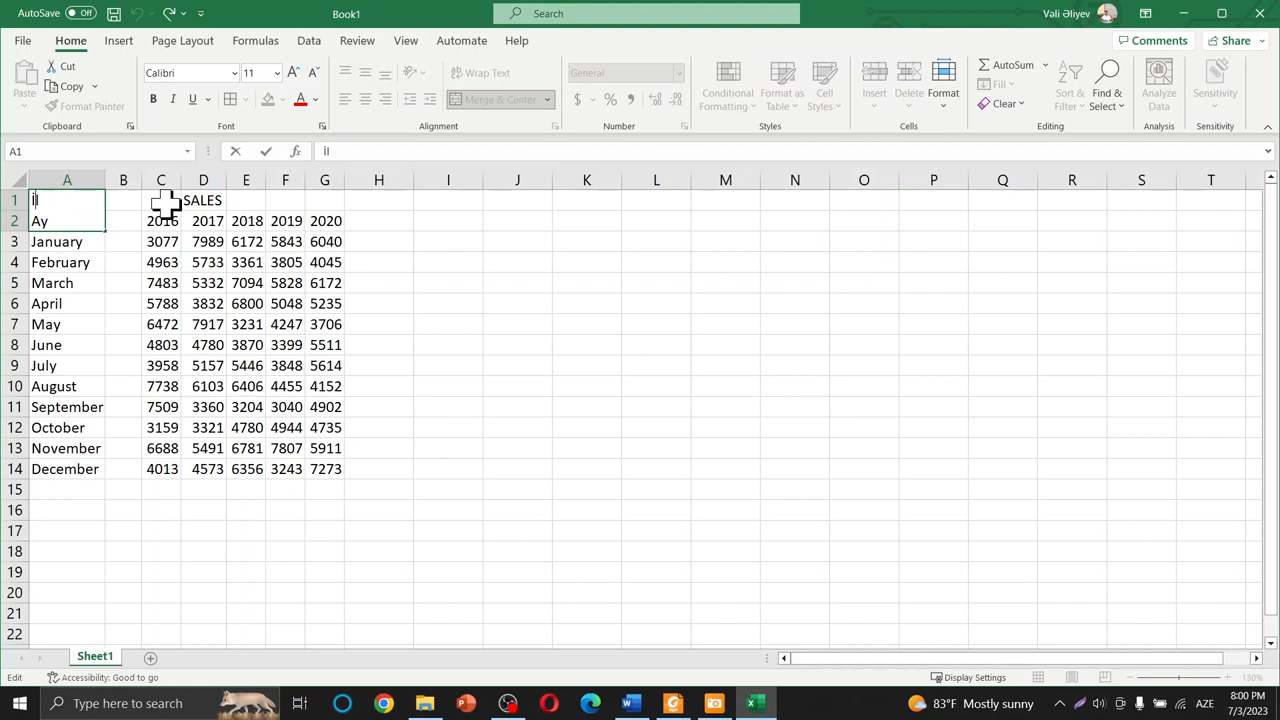 AutoSave Off Book1 Search Vəli Əliyev
File Home Insert Page Layout Formulas Data Review View Automate Help Comments Share
Paste Cut Copy Format Painter Clipboard
Calibri 11 Font
Wrap Text Merge & Center Alignment
General Number
Conditional Formatting Format as Table Cell Styles Styles
Insert Delete Format Cells
AutoSum Fill Clear Sort & Filter Find & Select Editing
Analyze Data Analysis
Sensitivity Sensitivity
A1 fx il
A B C D E F G H I J K L M N O P Q R S T
1 il SALES
2 Ay 2016 2017 2018 2019 2020
3 January 3077 7989 6172 5843 6040
4 February 4963 5733 3361 3805 4045
5 March 7483 5332 7094 5828 6172
6 April 5788 3832 6800 5048 5235
7 May 6472 7917 3231 4247 3706
8 June 4803 4780 3870 3399 5511
9 July 3958 5157 5446 3848 5614
10 August 7738 6103 6406 4455 4152
11 September 7509 3360 3204 3040 4902
12 October 3159 3321 4780 4944 4735
13 November 6688 5491 6781 7807 5911
14 December 4013 4573 6356 3243 7273
15
16
17
18
19
20
21
22
Sheet1
Edit Accessibility: Good to go Display Settings 130%
Type here to search 83°F Mostly sunny AZE 8:00 PM
7/3/2023